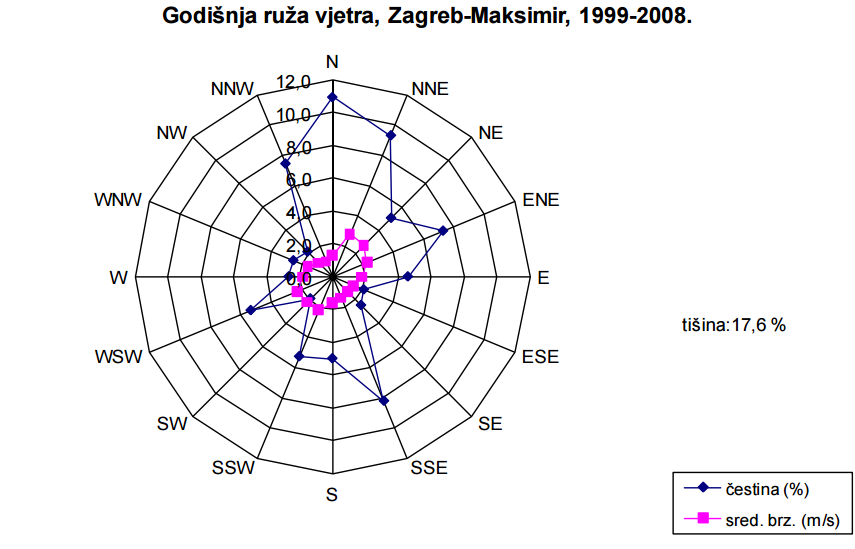 Godišnja ruža vjetra, Zagreb-Maksimir, 1999-2008.
N
NNW
12,0
NNE
10,0
NW
NE
8,0
6,0
WNW
ENE
4,0
2,0
W
0,0
E
tišina:17,6 %
WSW
ESE
SW
SE
SSW
SSE
S
čestina (%)
sred. brz. (m/s)